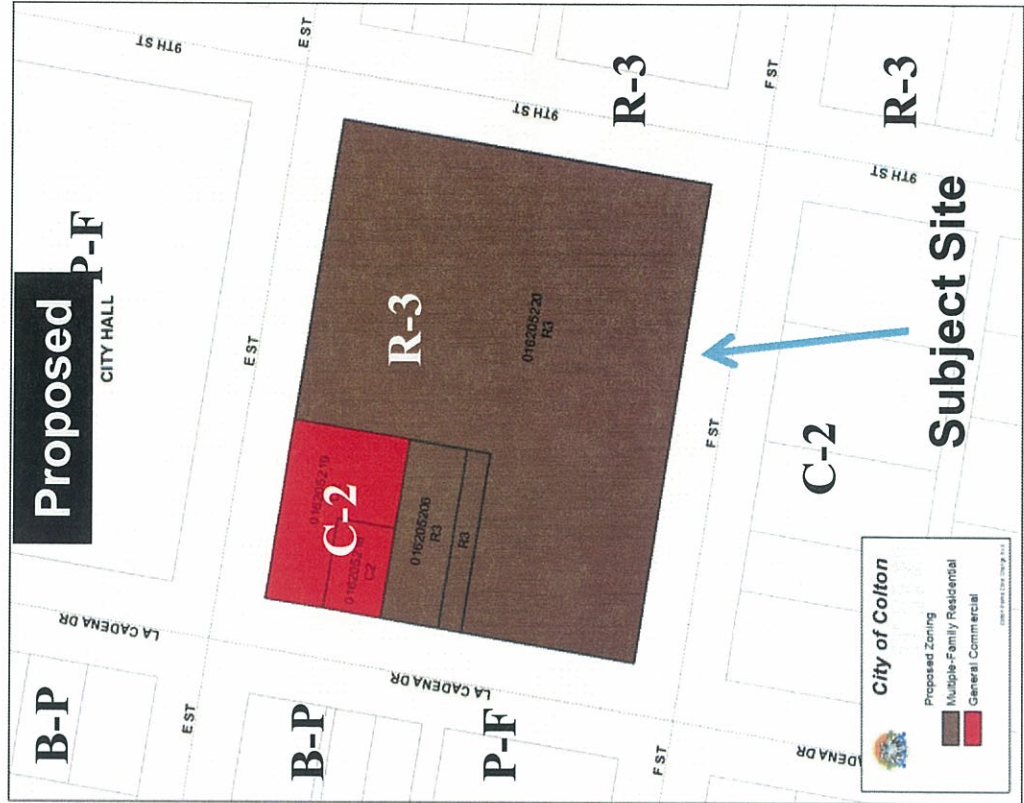 Proposed
P-F
CITY HALL
9TH ST
E ST
E ST
E ST
LA CADENA DR
B-P
B-P
P-F
LA CADENA DR
C-2
C2
R-3
016205220
R3
016205206
R3
R3
9TH ST
R-3
F ST
F ST
F ST
R-3
9TH ST
C-2
Subject Site
City of Colton
Proposed Zoning
Multiple-Family Residential
General Commercial